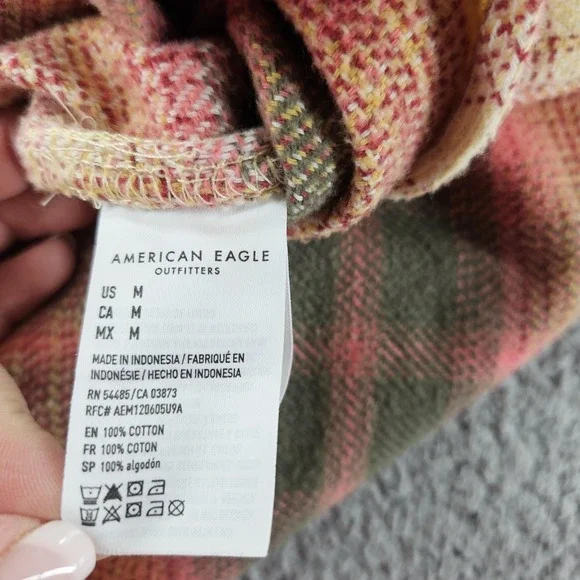 AMERICAN EAGLE
OUTFITTERS
US M
CA M
MX M
MADE IN INDONESIA / FABRIQUÉ EN
INDONÉSIE / HECHO EN INDONESIA
RN 54485 / CA 03873
RFC# AEM120605U9A
EN 100% COTTON
FR 100% COTON
SP 100% algodón